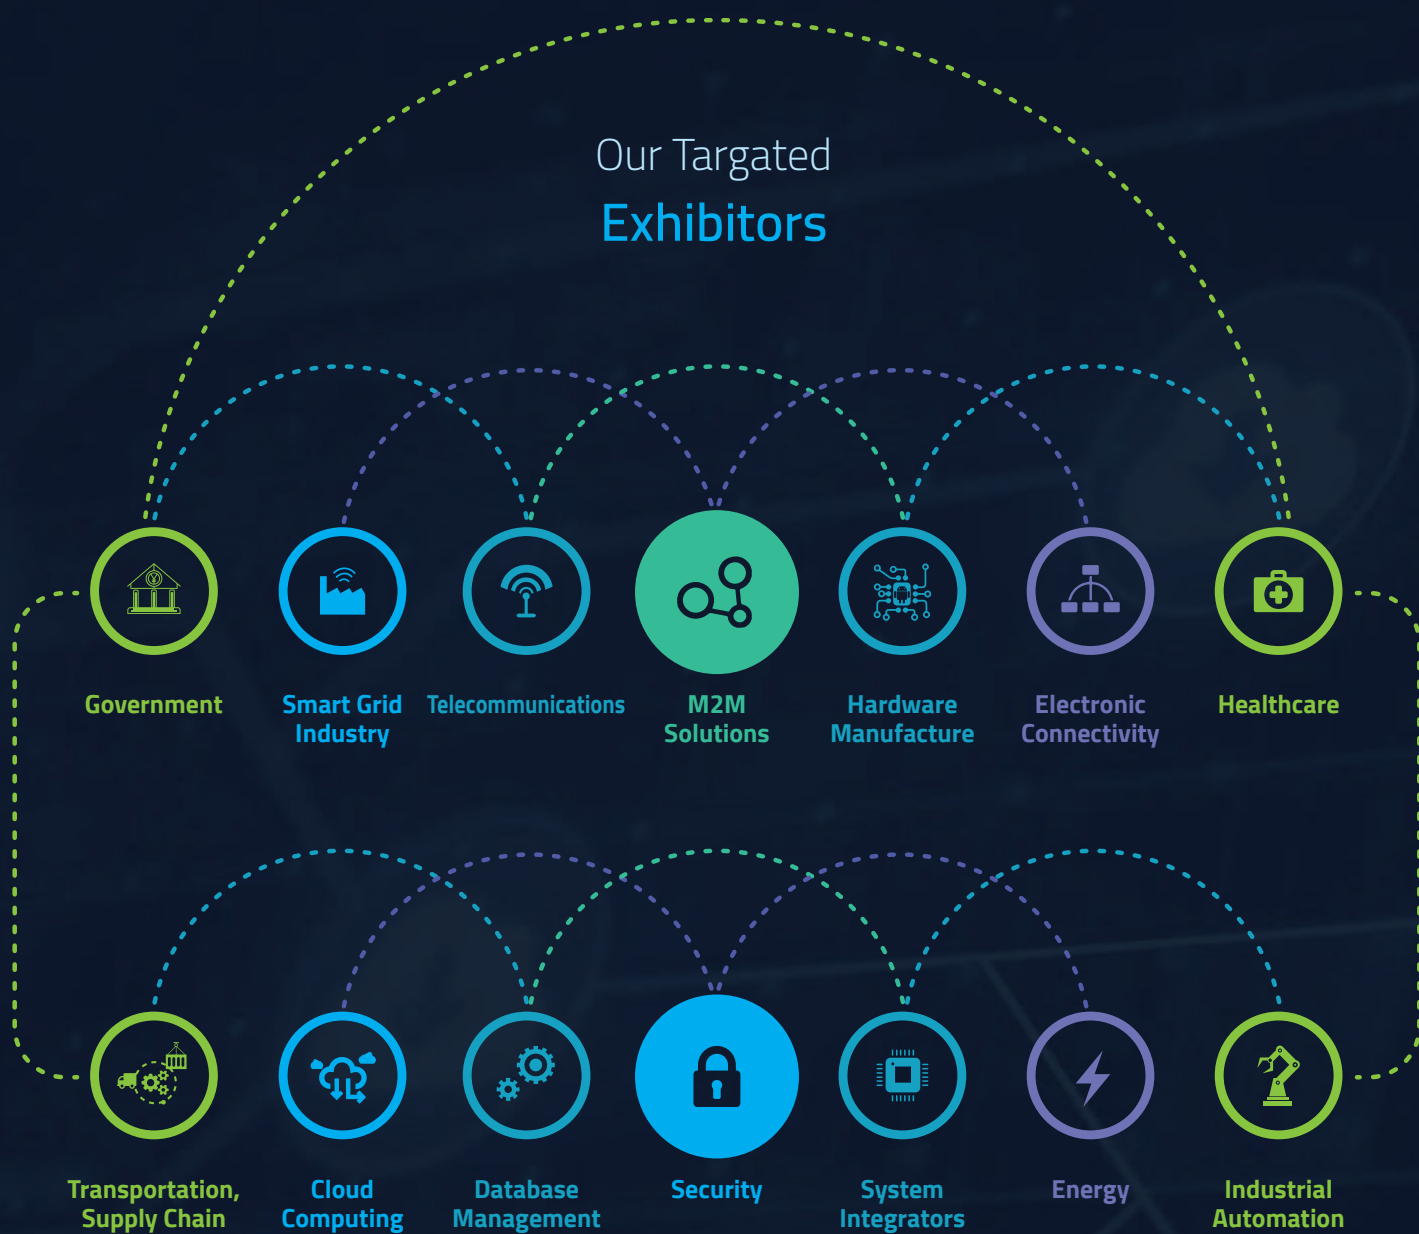 Our Targated
Exhibitors
Government
Smart Grid
Industry
Telecommunications
M2M
Solutions
Hardware
Manufacture
Electronic
Connectivity
Healthcare
Transportation,
Supply Chain
Cloud
Computing
Database
Management
Security
System
Integrators
Energy
Industrial
Automation